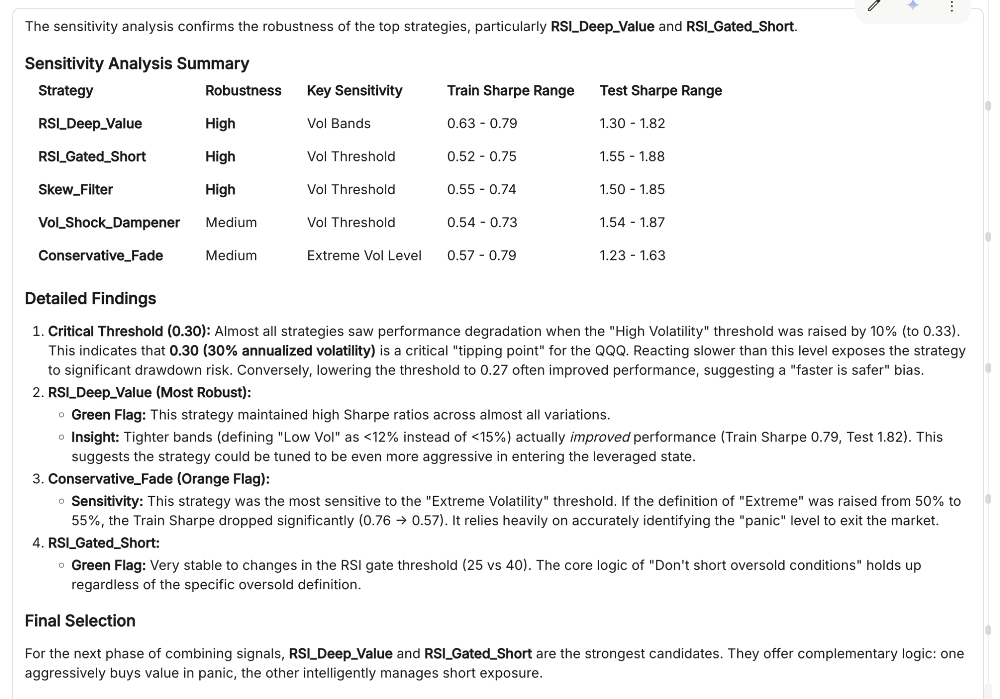 The sensitivity analysis confirms the robustness of the top strategies, particularly RSI_Deep_Value and RSI_Gated_Short.
Sensitivity Analysis Summary
Strategy Robustness Key Sensitivity Train Sharpe Range Test Sharpe Range
RSI_Deep_Value High Vol Bands 0.63 - 0.79 1.30 - 1.82
RSI_Gated_Short High Vol Threshold 0.52 - 0.75 1.55 - 1.88
Skew_Filter High Vol Threshold 0.55 - 0.74 1.50 - 1.85
Vol_Shock_Dampener Medium Vol Threshold 0.54 - 0.73 1.54 - 1.87
Conservative_Fade Medium Extreme Vol Level 0.57 - 0.79 1.23 - 1.63
Detailed Findings
1. Critical Threshold (0.30): Almost all strategies saw performance degradation when the "High Volatility" threshold was raised by 10% (to 0.33).
This indicates that 0.30 (30% annualized volatility) is a critical "tipping point" for the QQQ. Reacting slower than this level exposes the strategy
to significant drawdown risk. Conversely, lowering the threshold to 0.27 often improved performance, suggesting a "faster is safer" bias.
2. RSI_Deep_Value (Most Robust):
○ Green Flag: This strategy maintained high Sharpe ratios across almost all variations.
○ Insight: Tighter bands (defining "Low Vol" as <12% instead of <15%) actually improved performance (Train Sharpe 0.79, Test 1.82). This
suggests the strategy could be tuned to be even more aggressive in entering the leveraged state.
3. Conservative_Fade (Orange Flag):
○ Sensitivity: This strategy was the most sensitive to the "Extreme Volatility" threshold. If the definition of "Extreme" was raised from 50% to
55%, the Train Sharpe dropped significantly (0.76 → 0.57). It relies heavily on accurately identifying the "panic" level to exit the market.
4. RSI_Gated_Short:
○ Green Flag: Very stable to changes in the RSI gate threshold (25 vs 40). The core logic of "Don't short oversold conditions" holds up
regardless of the specific oversold definition.
Final Selection
For the next phase of combining signals, RSI_Deep_Value and RSI_Gated_Short are the strongest candidates. They offer complementary logic: one
aggressively buys value in panic, the other intelligently manages short exposure.